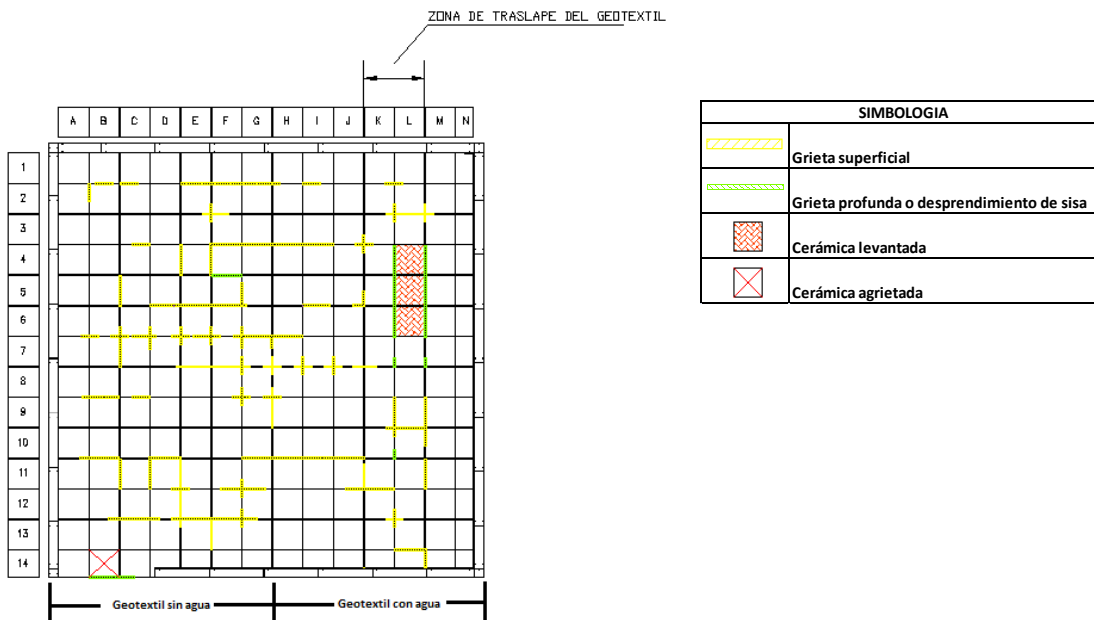 ZONA DE TRASLAPE DEL GEOTEXTIL
A B C D E F G H I J K L M N
1
2
3
4
5
6
7
8
9
10
11
12
13
14
Geotextil sin agua
Geotextil con agua
SIMBOLOGIA
Grieta superficial
Grieta profunda o desprendimiento de sisa
Cerámica levantada
Cerámica agrietada